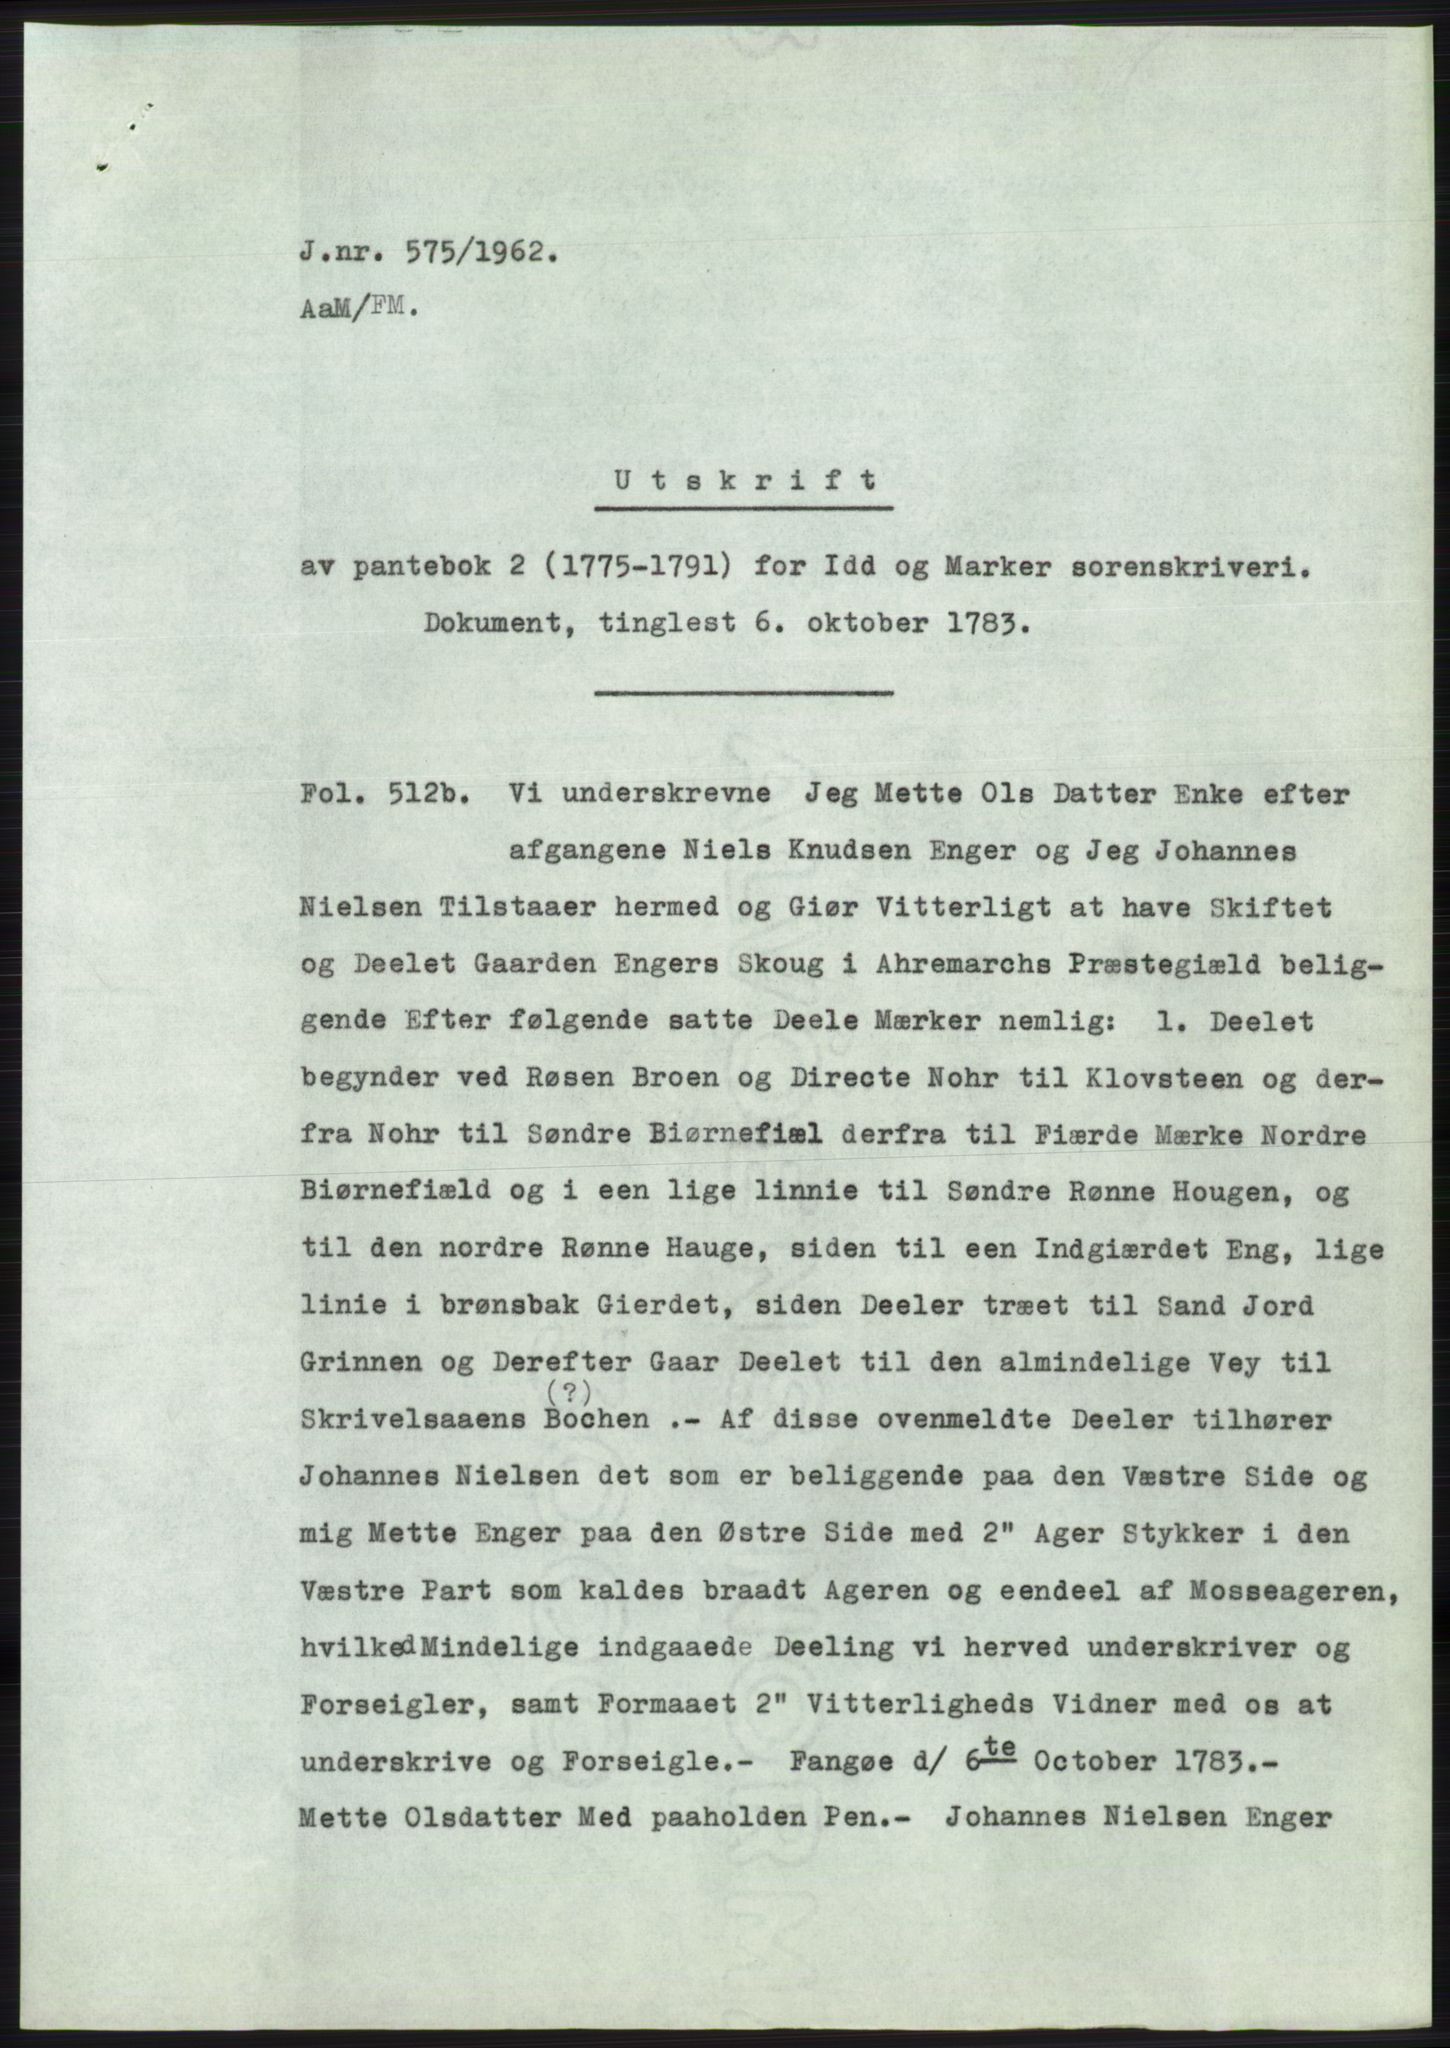 J.nr. 575/1962.
AaM/FM.
U t s k r i f t
av pantebok 2 (1775-1791) for Idd og Marker sorenskriveri.
Dokument, tinglest 6. oktober 1783.
Fol. 512b. Vi underskrevne Jeg Mette Ols Datter Enke efter
afgangene Niels Knudsen Enger og Jeg Johannes
Nielsen Tilstaaer hermed og Giør Vitterligt at have Skiftet
og Deelet Gaarden Engers Skoug i Ahremarchs Præstegiæld belig-
gende Efter følgende satte Deele Mærker nemlig: 1. Deelet
begynder ved Røsen Broen og Directe Nohr til Klovsteen og der-
fra Nohr til Søndre Biørnefiæl derfra til Fiærde Mærke Nordre
Biørnefiæld og i een lige linnie til Søndre Rønne Hougen, og
til den nordre Rønne Hauge, siden til een Indgiærdet Eng, lige
linie i brønsbak Gierdet, siden Deeler træet til Sand Jord
Grinnen og Derefter Gaar Deelet til den almindelige Vey til
(?)
Skrivelsaaens Bochen .- Af disse ovenmeldte Deeler tilhører
Johannes Nielsen det som er beliggende paa den Væstre Side og
mig Mette Enger paa den Østre Side med 2" Ager Stykker i den
Væstre Part som kaldes braadt Ageren og eendeel af Mosseageren,
hvilked Mindelige indgaaede Deeling vi herved underskriver og
Forseigler, samt Formaaet 2" Vitterligheds Vidner med os at
underskrive og Forseigle.- Fangøe d/ 6te October 1783.-
Mette Olsdatter Med paaholden Pen.- Johannes Nielsen Enger